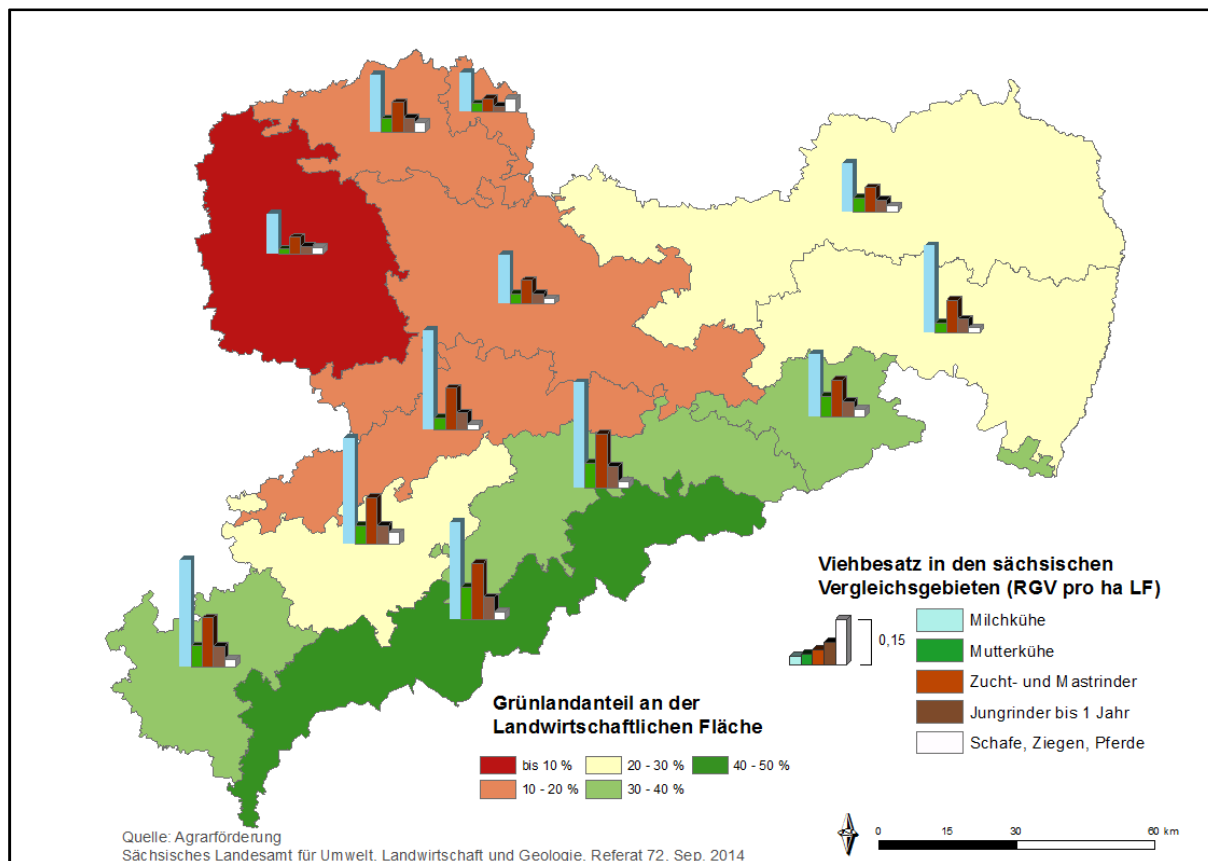 Viehbesatz in den sächsischen
Vergleichsgebieten (RGV pro ha LF)
0,15
Milchkühe
Mutterkühe
Zucht- und Mastrinder
Jungrinder bis 1 Jahr
Schafe, Ziegen, Pferde
Grünlandanteil an der
Landwirtschaftlichen Fläche
bis 10 %
20 - 30 %
40 - 50 %
10 - 20 %
30 - 40 %
Quelle: Agrarförderung
Sächsisches Landesamt für Umwelt, Landwirtschaft und Geologie, Referat 72, Sep. 2014
0 15 30 60 km